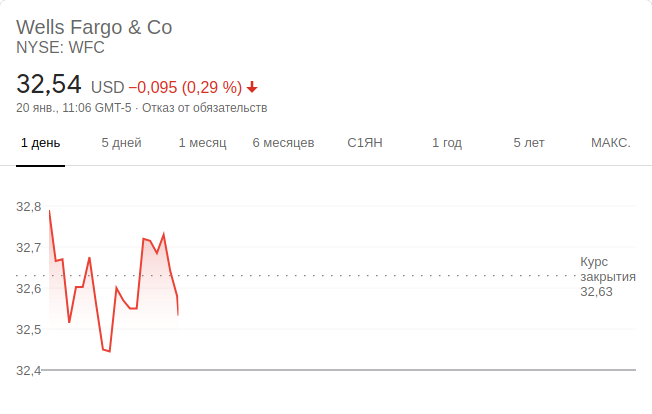 Wells Fargo & Co
NYSE: WFC
32,54 USD −0,095 (0,29 %)
20 янв., 11:06 GMT-5 · Отказ от обязательств
1 день 5 дней 1 месяц 6 месяцев С1ЯН 1 год 5 лет МАКС.
32,8
32,7
Курс
закрытия
32,63
32,6
32,5
32,4